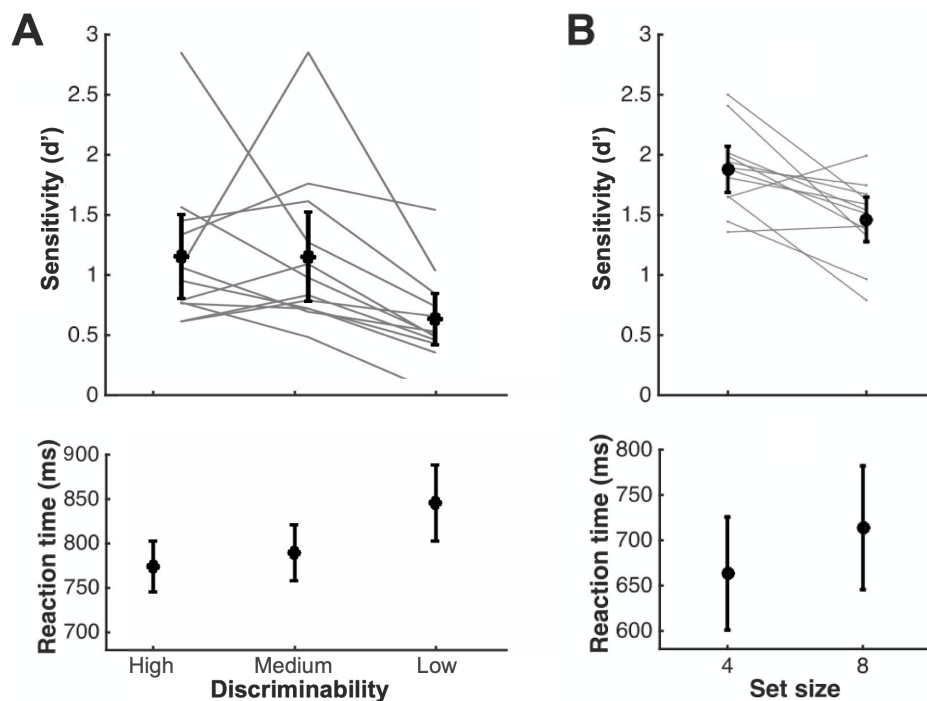 A
3
2.5
2
1.5
1
0.5
0
Sensitivity (d’)
900
850
800
750
700
Reaction time (ms)
High Medium Low
Discriminability
B
3
2.5
2
1.5
1
0.5
0
Sensitivity (d’)
800
750
700
650
600
Reaction time (ms)
4 8
Set size